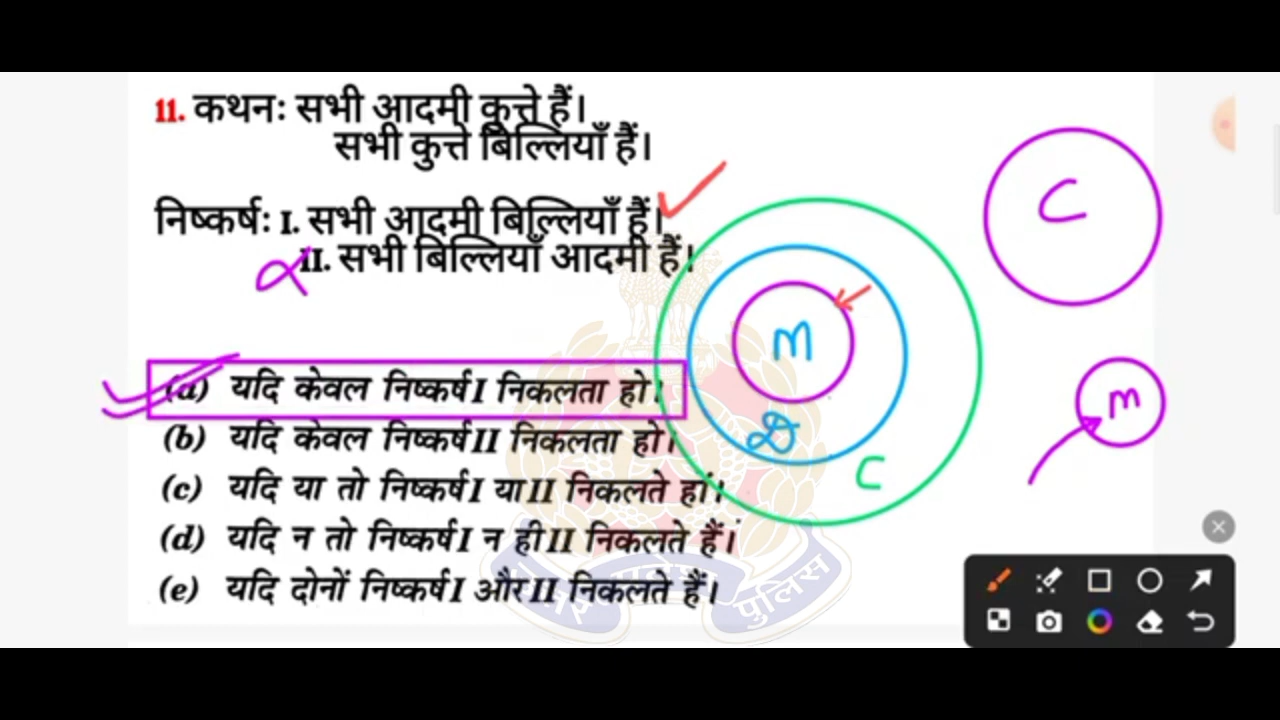 11. कथन: सभी आदमी कुत्ते हैं।
सभी कुत्ते बिल्लियाँ हैं।
निष्कर्ष: I. सभी आदमी बिल्लियाँ हैं।
II. सभी बिल्लियाँ आदमी हैं।
(a) यदि केवल निष्कर्ष I निकलता हो।
(b) यदि केवल निष्कर्ष II निकलता हो।
(c) यदि या तो निष्कर्ष I या II निकलते हों।
(d) यदि न तो निष्कर्ष I न ही II निकलते हैं।
(e) यदि दोनों निष्कर्ष I और II निकलते हैं।
m
D
C
C
m
पुलिस